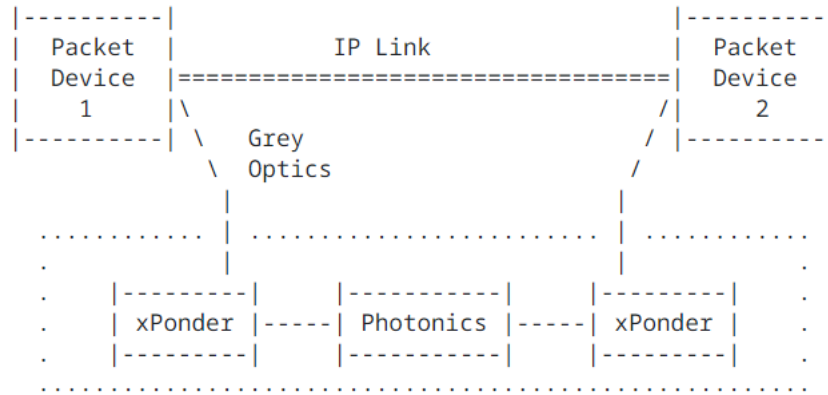 Packet IP Link Packet
Device Device
1 2
Grey
Optics
xPonder Photonics xPonder